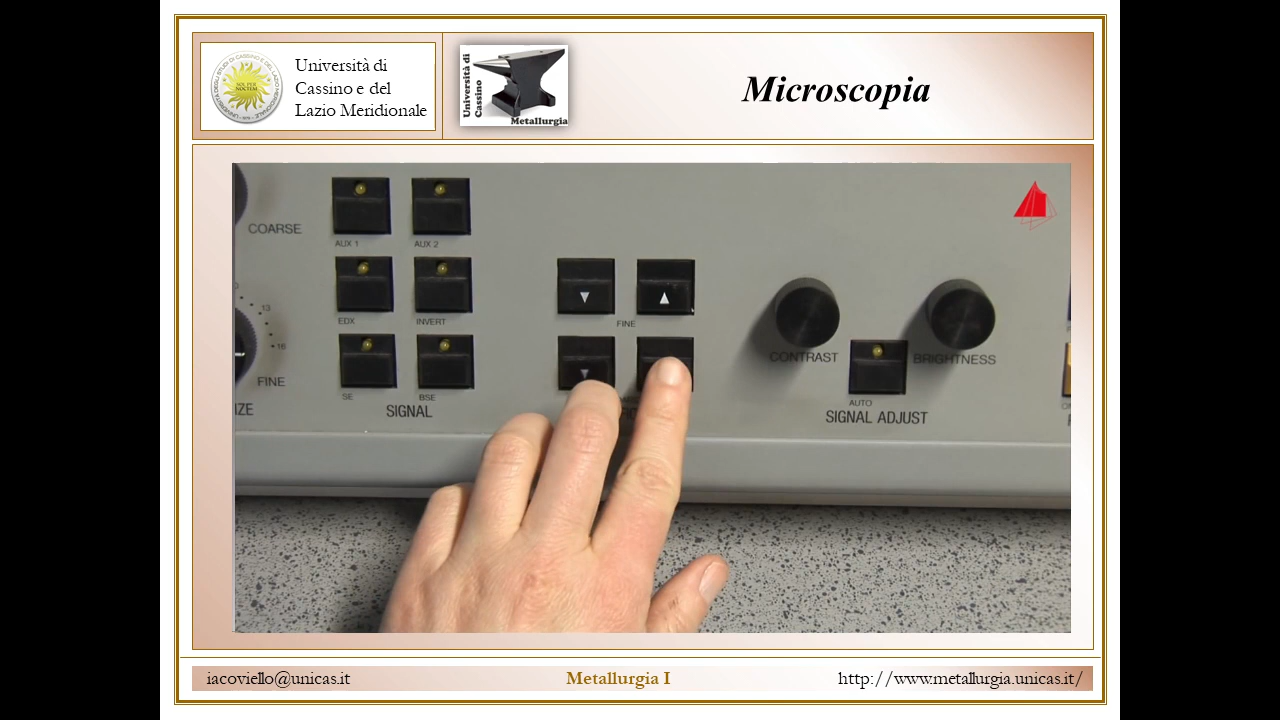 Università di
Cassino e del
Lazio Meridionale
Università di
Cassino
Metallurgia
Microscopia
COARSE
AUX 1
AUX 2
EDX
INVERT
13
16
FINE
FINE
SE
BSE
SIGNAL
CONTRAST
BRIGHTNESS
AUTO
SIGNAL ADJUST
iacoviello@unicas.it
Metallurgia I
http://www.metallurgia.unicas.it/